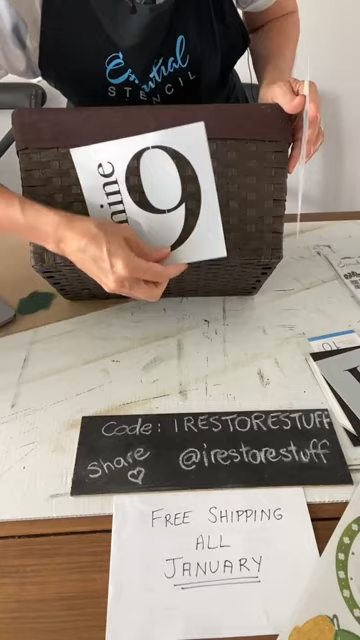 Essential
STENCIL
nine
9
Code: IRESTORESTUFF
Share @irestorestuff
FREE SHIPPING
ALL
JANUARY